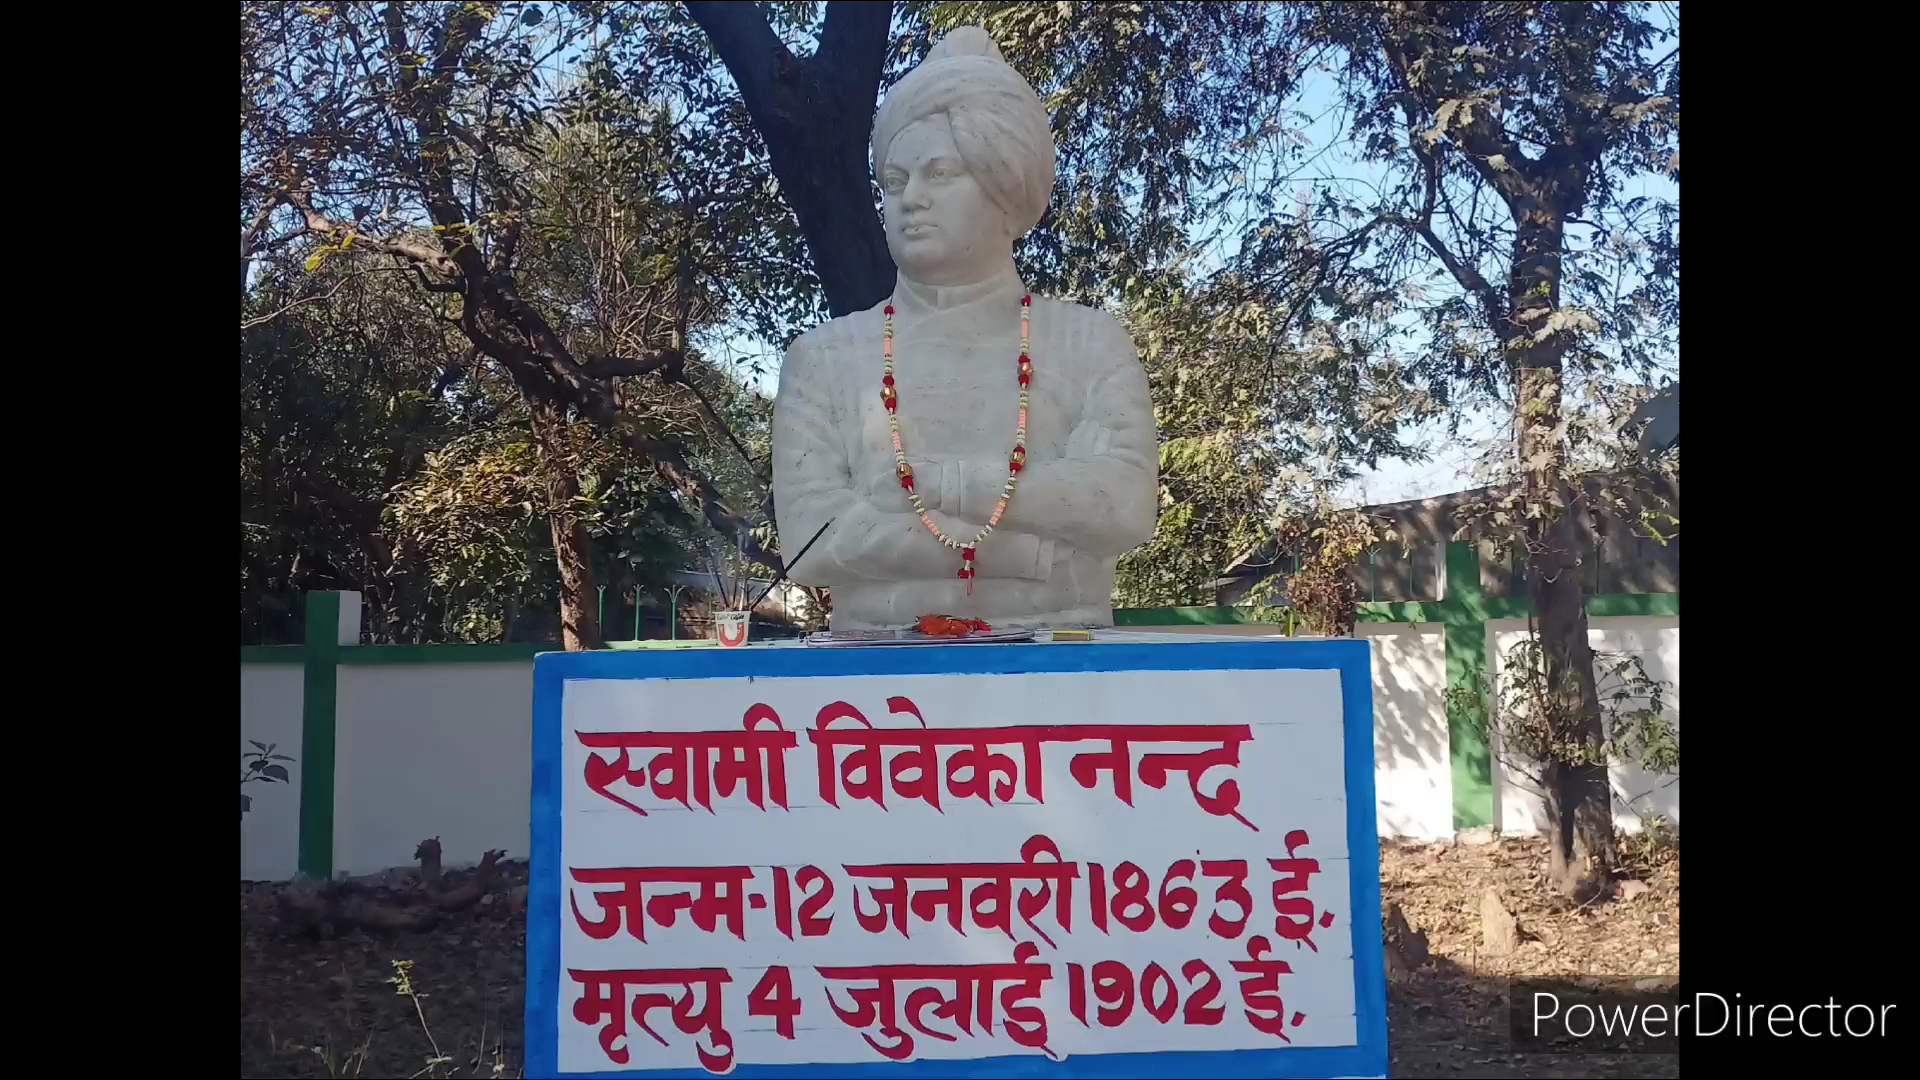 स्वामी विवेका नन्द
जन्म-12 जनवरी 1863 ई.
मृत्यु 4 जुलाई 1902 ई.
PowerDirector